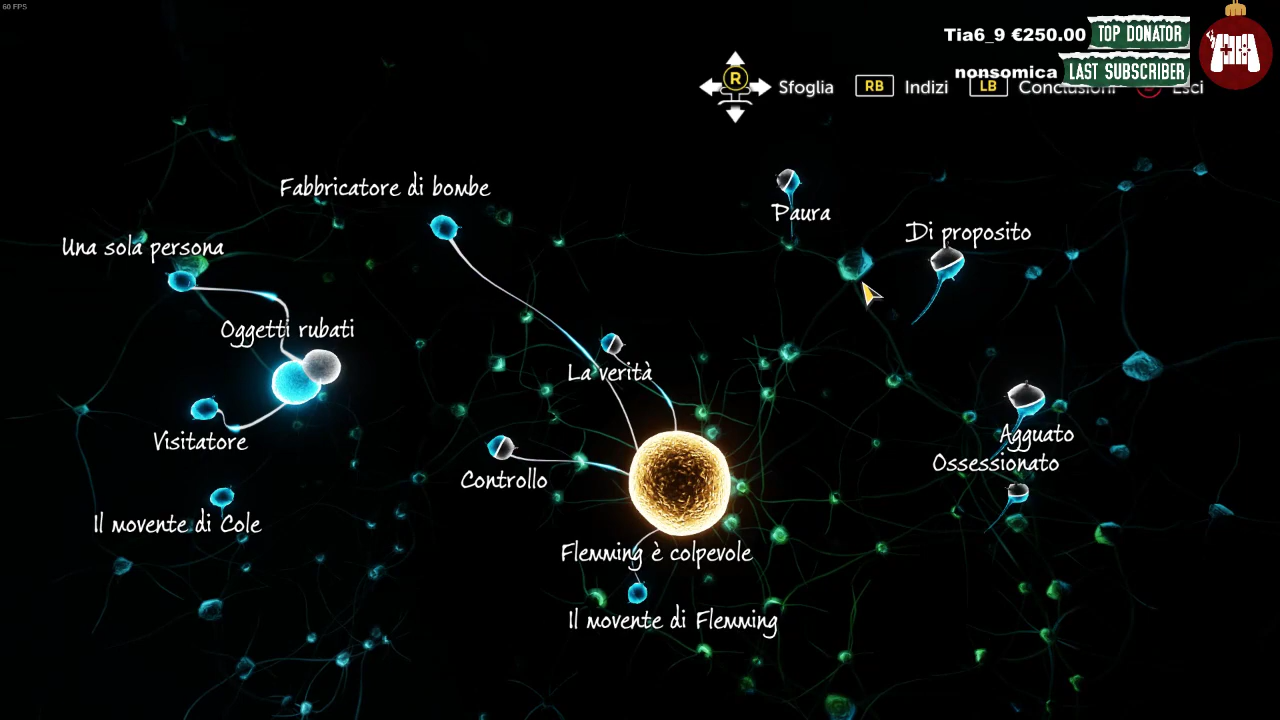 60 FPS
Tia6_9 €250.00 TOP DONATOR
nonsomica LAST SUBSCRIBER
R Sfoglia RB Indizi LB Conclusioni Esci
Fabbricatore di bombe
Paura
Di proposito
Una sola persona
Oggetti rubati
La verità
Visitatore
Agguato
Ossessionato
Controllo
Il movente di Cole
Flemming è colpevole
Il movente di Flemming